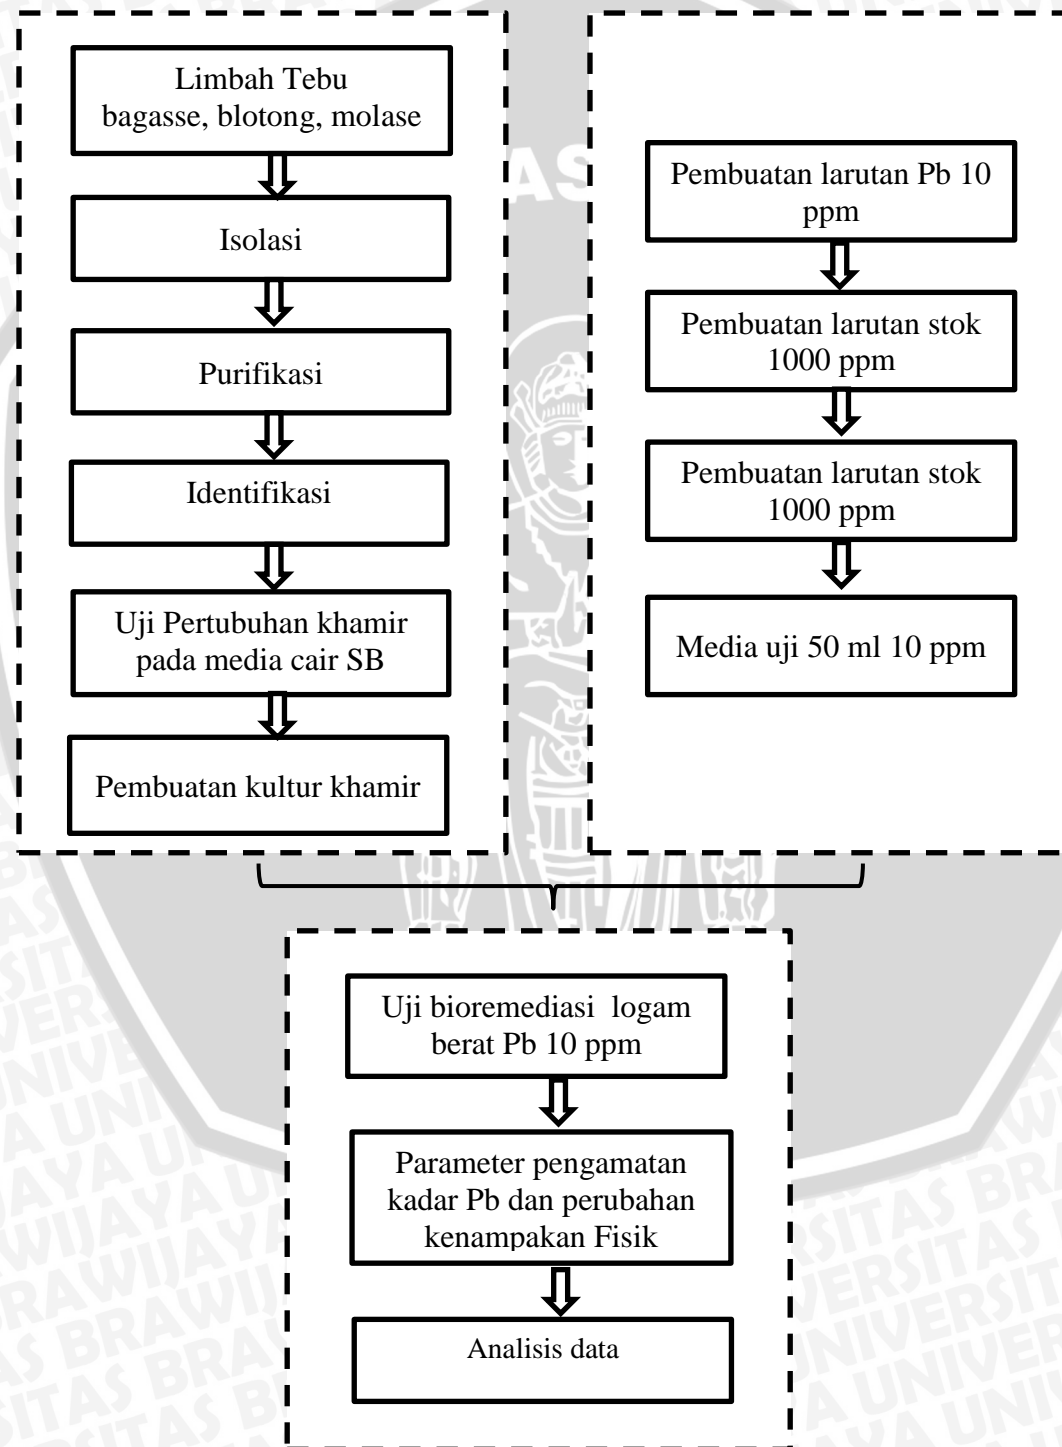 Limbah Tebu
bagasse, blotong, molase
Isolasi
Purifikasi
Identifikasi
Uji Pertubuhan khamir
pada media cair SB
Pembuatan kultur khamir
Pembuatan larutan Pb 10
ppm
Pembuatan larutan stok
1000 ppm
Pembuatan larutan stok
1000 ppm
Media uji 50 ml 10 ppm
Uji bioremediasi logam
berat Pb 10 ppm
Parameter pengamatan
kadar Pb dan perubahan
kenampakan Fisik
Analisis data